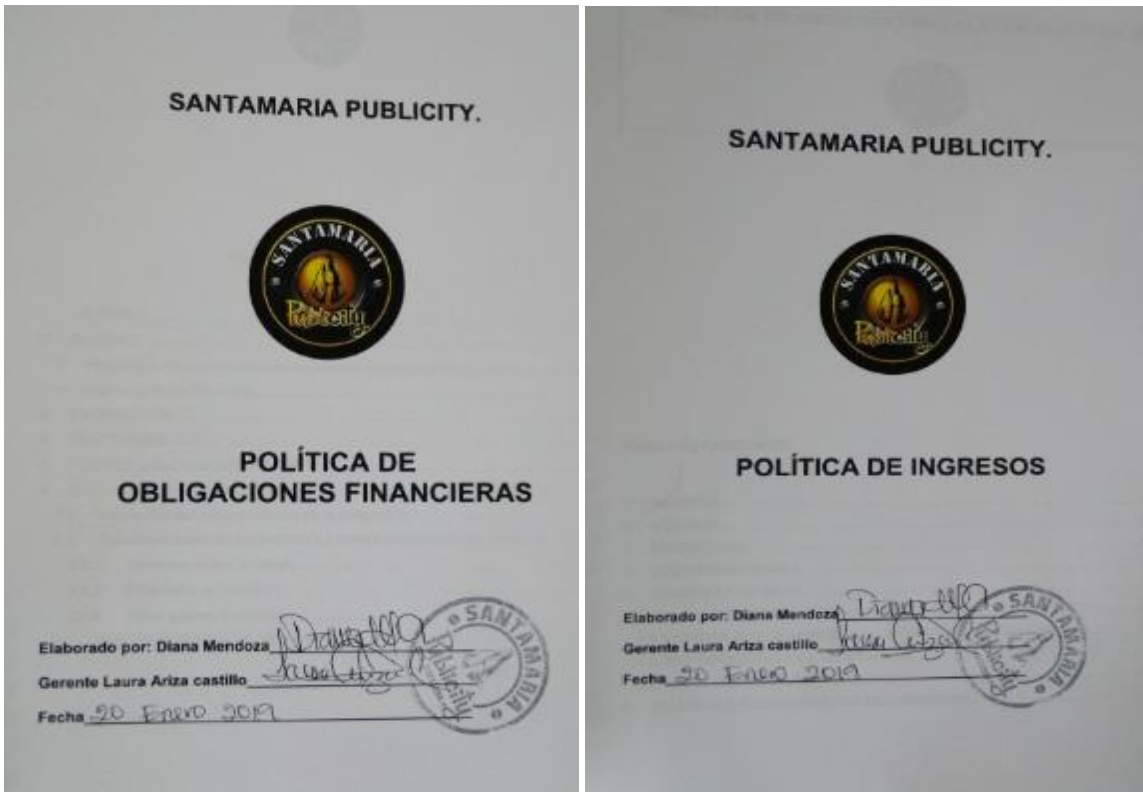 SANTAMARIA PUBLICITY.
SANTAMARIA
Publicity
POLÍTICA DE
OBLIGACIONES FINANCIERAS
Elaborado por: Diana Mendoza
Gerente Laura Ariza castillo
Fecha 20 Enero 2019
SANTAMARIA
Publicity
SANTAMARIA PUBLICITY.
SANTAMARIA
Publicity
POLÍTICA DE INGRESOS
Elaborado por: Diana Mendoza
Gerente Laura Ariza castillo
Fecha 20 Enero 2019
SANTAMARIA
Publicity